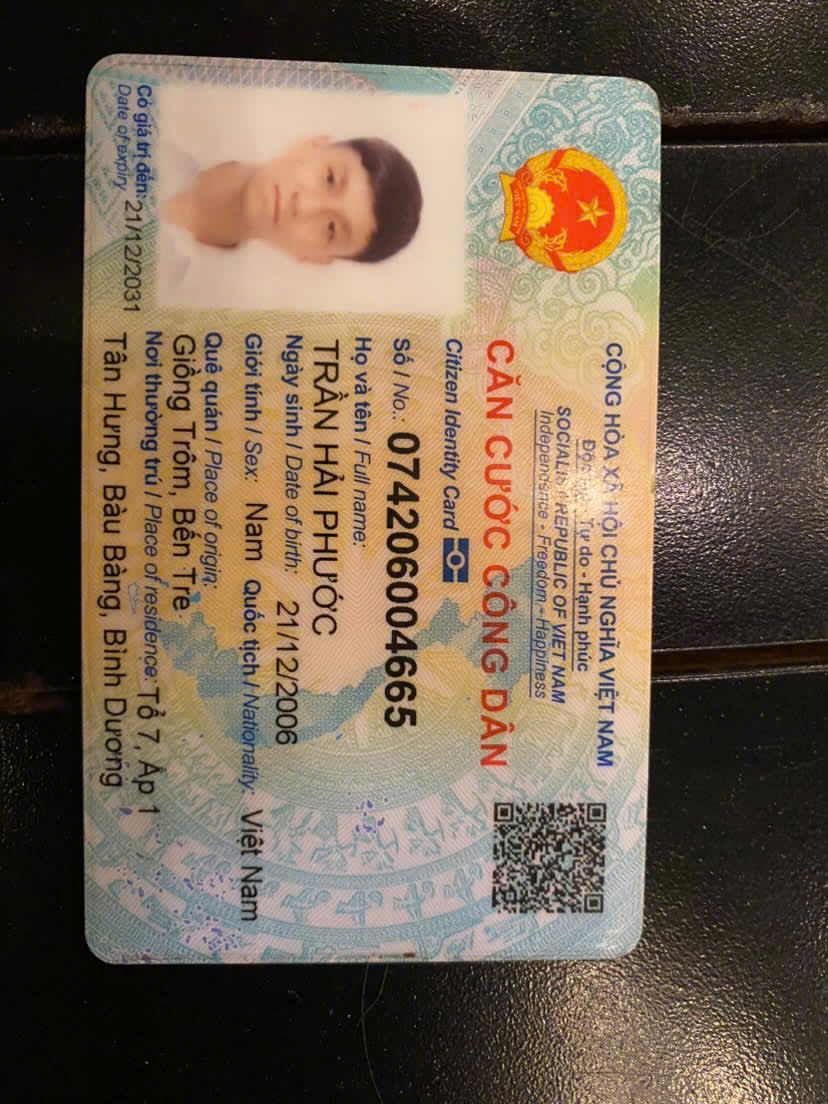 CỘNG HÒA XÃ HỘI CHỦ NGHĨA VIỆT NAM
Độc lập - Tự do - Hạnh phúc
SOCIALIST REPUBLIC OF VIET NAM
Independence - Freedom - Happiness
CĂN CƯỚC CÔNG DÂN
Citizen Identity Card
Số / No.: 074206004665
Họ và tên / Full name:
TRẦN HẢI PHƯỚC
Ngày sinh / Date of birth: 21/12/2006
Giới tính / Sex: Nam Quốc tịch / Nationality: Việt Nam
Quê quán / Place of origin:
Giồng Trôm, Bến Tre
Nơi thường trú / Place of residence: Tổ 7, Ấp 1
Tân Hưng, Bàu Bàng, Bình Dương
Có giá trị đến: 21/12/2031
Date of expiry